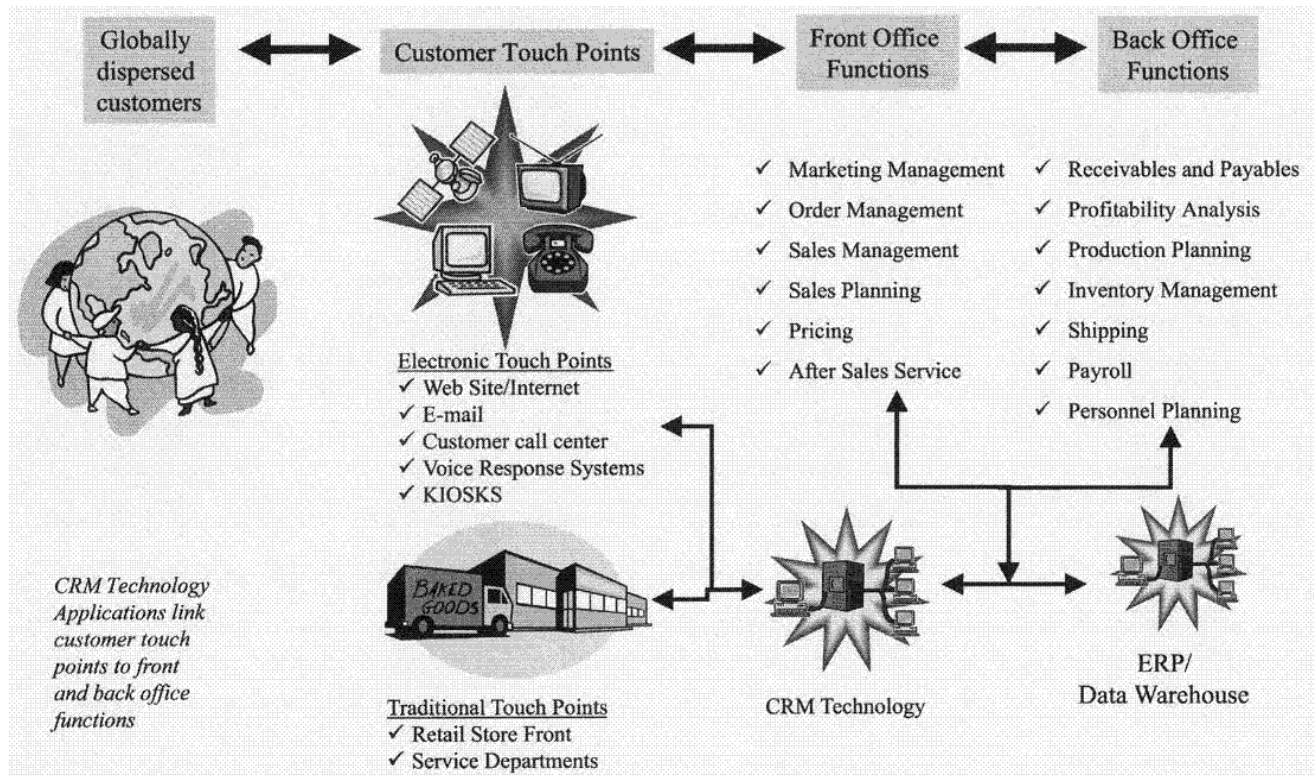 Globally
dispersed
customers
Customer Touch Points
Front Office
Functions
Back Office
Functions
✓ Marketing Management
✓ Order Management
✓ Sales Management
✓ Sales Planning
✓ Pricing
✓ After Sales Service
✓ Receivables and Payables
✓ Profitability Analysis
✓ Production Planning
✓ Inventory Management
✓ Shipping
✓ Payroll
✓ Personnel Planning
Electronic Touch Points
✓ Web Site/Internet
✓ E-mail
✓ Customer call center
✓ Voice Response Systems
✓ KIOSKS
BAKED
GOODS
Traditional Touch Points
✓ Retail Store Front
✓ Service Departments
CRM Technology
Applications link
customer touch
points to front
and back office
functions
CRM Technology
ERP/
Data Warehouse